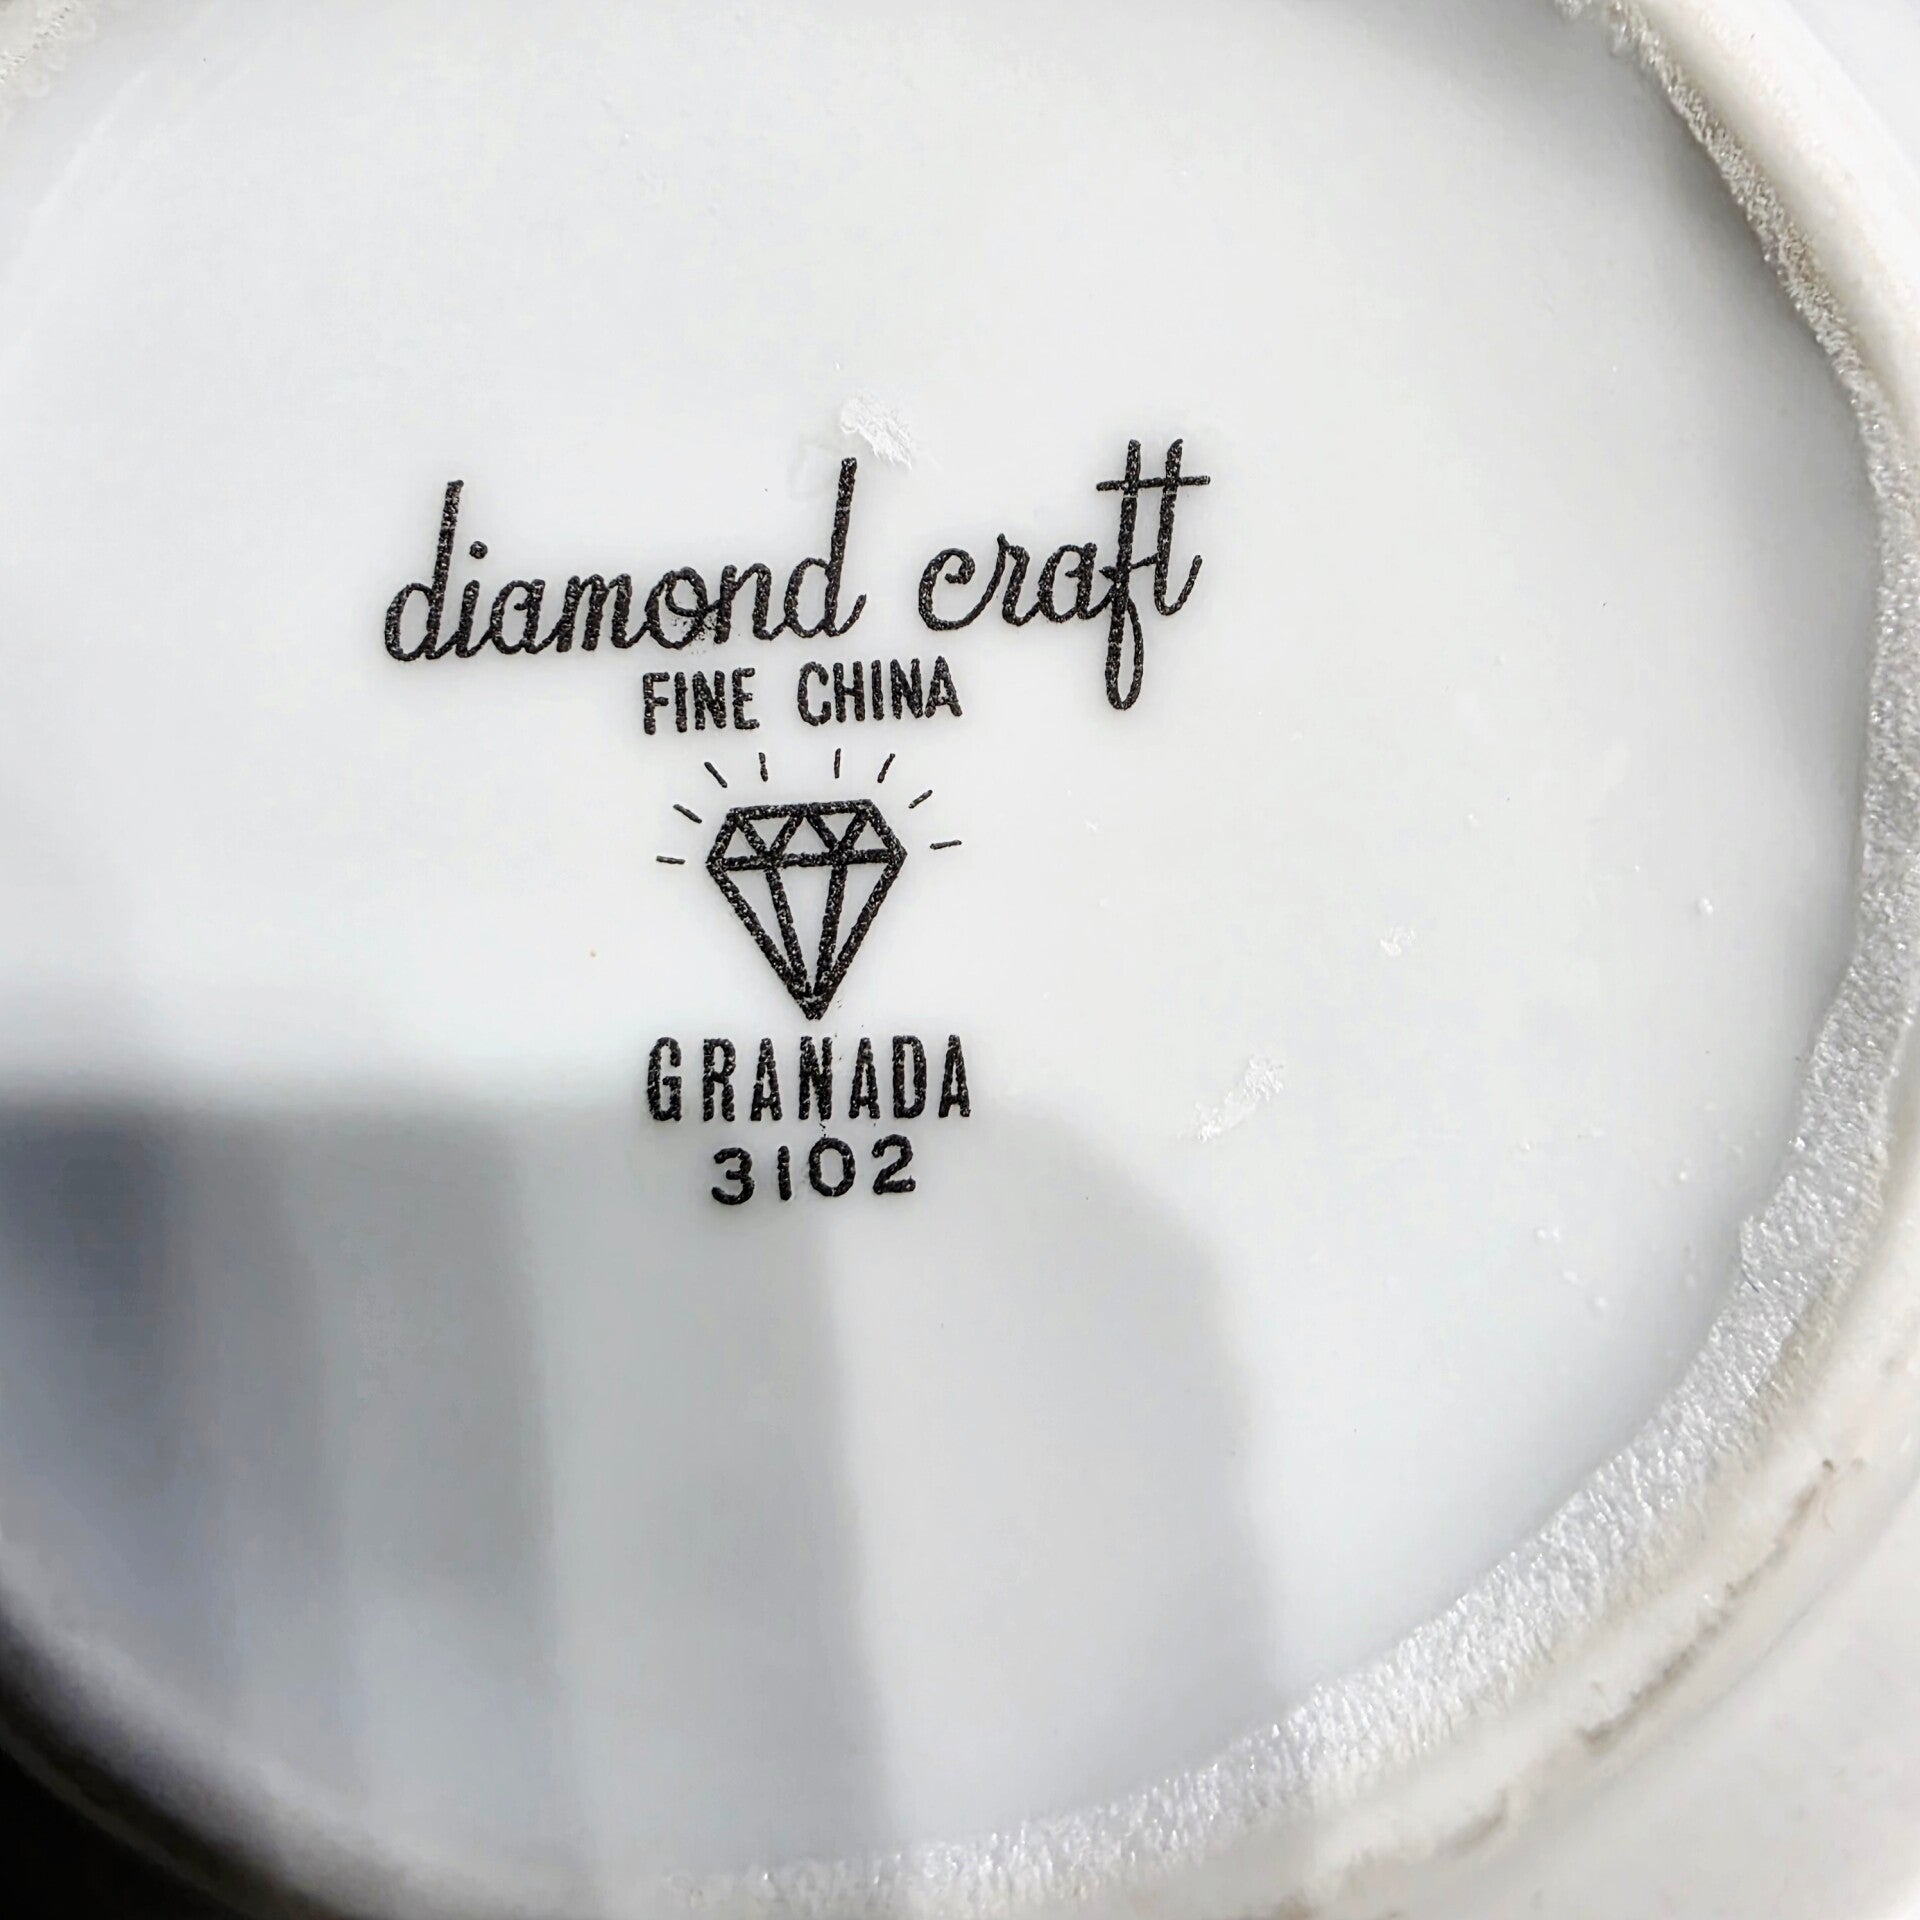 diamond craft
FINE CHINA
GRANADA
3102